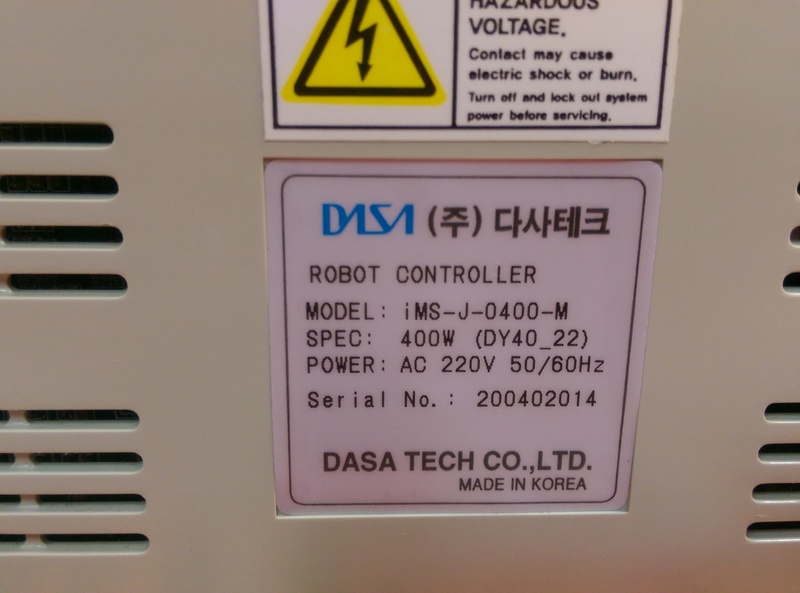 HAZARDOUS
VOLTAGE.
Contact may cause
electric shock or burn.
Turn off and lock out system
power before servicing.
DASA (주) 다사테크
ROBOT CONTROLLER
MODEL: iMS-J-0400-M
SPEC: 400W (DY40_22)
POWER: AC 220V 50/60Hz
Serial No.: 200402014
DASA TECH CO.,LTD.
MADE IN KOREA